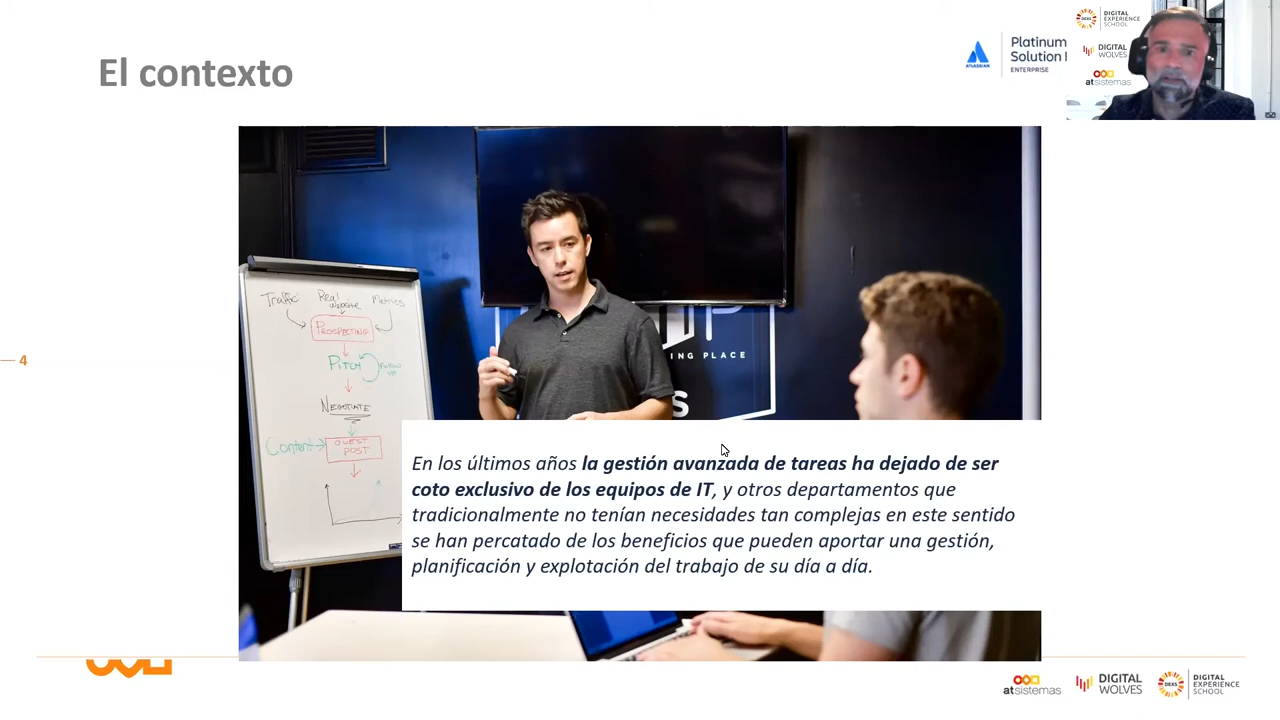 El contexto
ATLASSIAN
Platinum
Solution
ENTERPRISE
DIGITAL
EXPERIENCE
SCHOOL
DIGITAL
WOLVES
atsistemas
Traffic Real Website Metrics
PROSPECTING
PITCH
NEGOTIATE
Content
GUEST
POST
ING PLACE
S
4
En los últimos años la gestión avanzada de tareas ha dejado de ser
coto exclusivo de los equipos de IT, y otros departamentos que
tradicionalmente no tenían necesidades tan complejas en este sentido
se han percatado de los beneficios que pueden aportar una gestión,
planificación y explotación del trabajo de su día a día.
atsistemas
DIGITAL
WOLVES
DEXS
DIGITAL
EXPERIENCE
SCHOOL